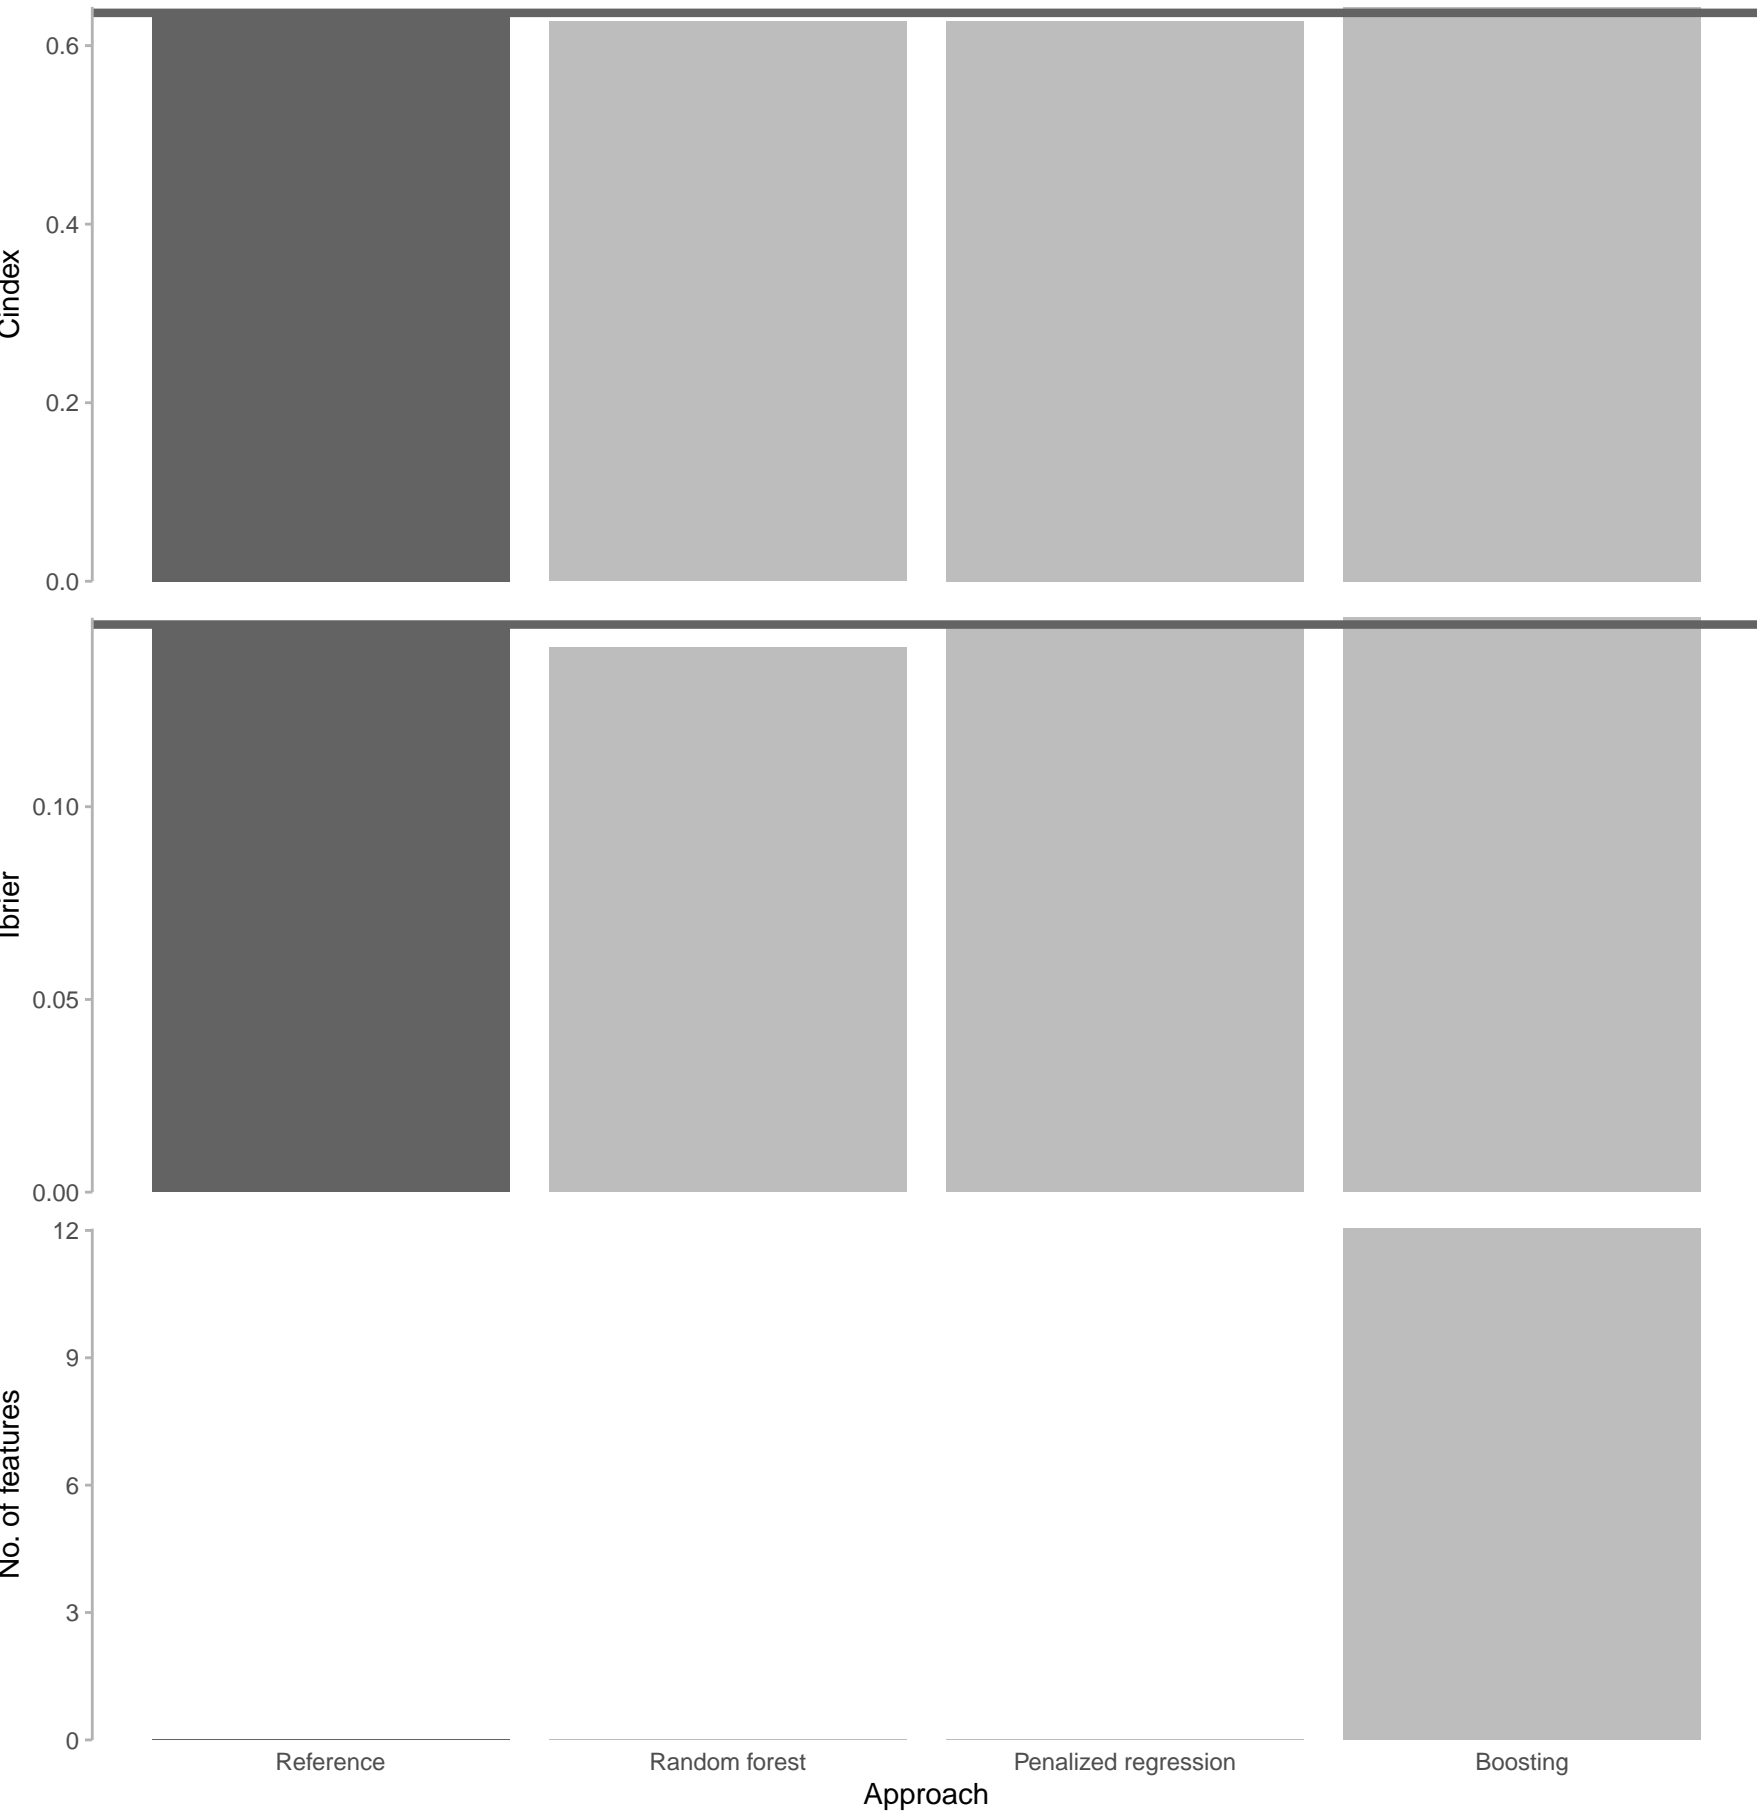 Cindex
0.6
0.4
0.2
0.0
Ibrier
0.10
0.05
0.00
No. of features
12
9
6
3
0
Reference
Random forest
Penalized regression
Boosting
Approach